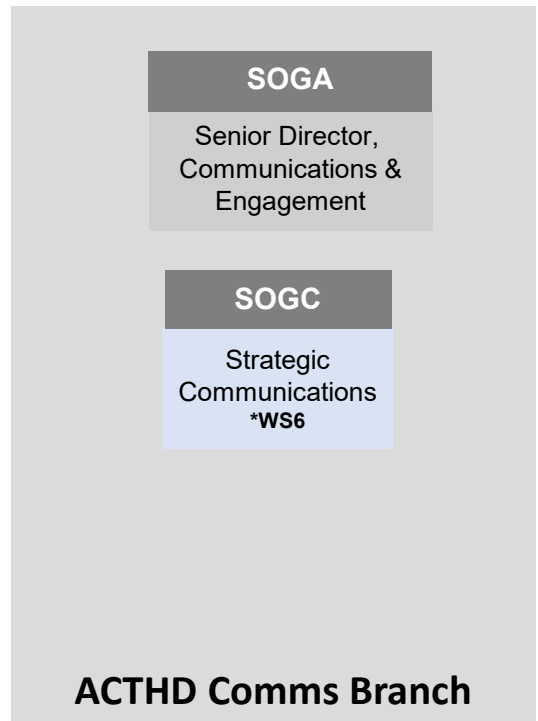 SOGA
Senior Director,
Communications &
Engagement
SOGC
Strategic
Communications
*WS6
ACTHD Comms Branch